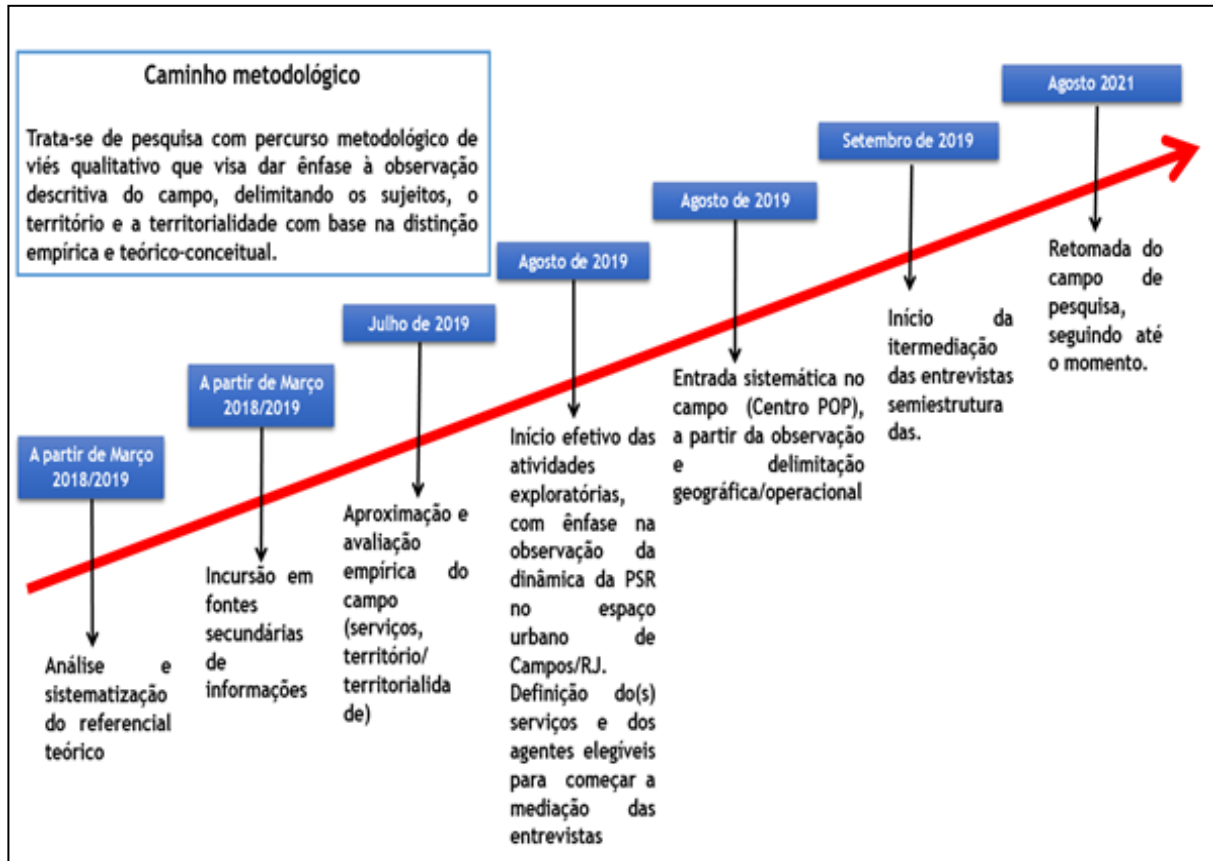 Caminho metodológico
Trata-se de pesquisa com percurso metodológico de
viés qualitativo que visa dar ênfase à observação
descritiva do campo, delimitando os sujeitos, o
território e a territorialidade com base na distinção
empírica e teórico-conceitual.
A partir de Março
2018/2019
Análise e
sistematização
do referencial
teórico
A partir de Março
2018/2019
Incursão em
fontes
secundárias
de
informações
Julho de 2019
Aproximação e
avaliação
empírica do
campo
(serviços,
território/
territorialida
de)
Agosto de 2019
Início efetivo das
atividades
exploratórias,
com ênfase na
observação da
dinâmica da PSR
no espaço
urbano de
Campos/RJ.
Definição do(s)
serviços e dos
agentes elegíveis
para começar a
mediação das
entrevistas
Agosto de 2019
Entrada sistemática no
campo (Centro POP),
a partir da observação
e delimitação
geográfica/operacional
Setembro de 2019
Início da
itermediação
das entrevistas
semiestrutura
das.
Agosto 2021
Retomada do
campo de
pesquisa,
seguindo até
o momento.